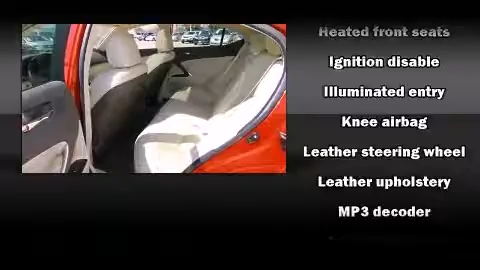 Heated front seats
Ignition disable
Illuminated entry
Knee airbag
Leather steering wheel
Leather upholstery
MP3 decoder